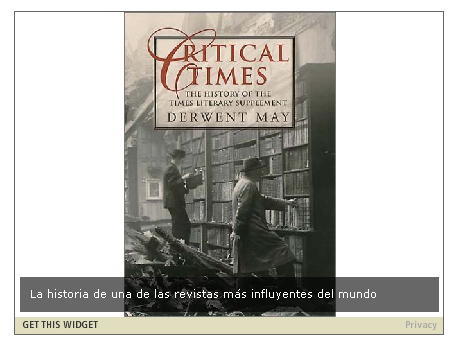 CRITICAL
TIMES
THE HISTORY OF THE
TIMES LITERARY SUPPLEMENT
DERWENT MAY
La historia de una de las revistas más influyentes del mundo
GET THIS WIDGET
Privacy